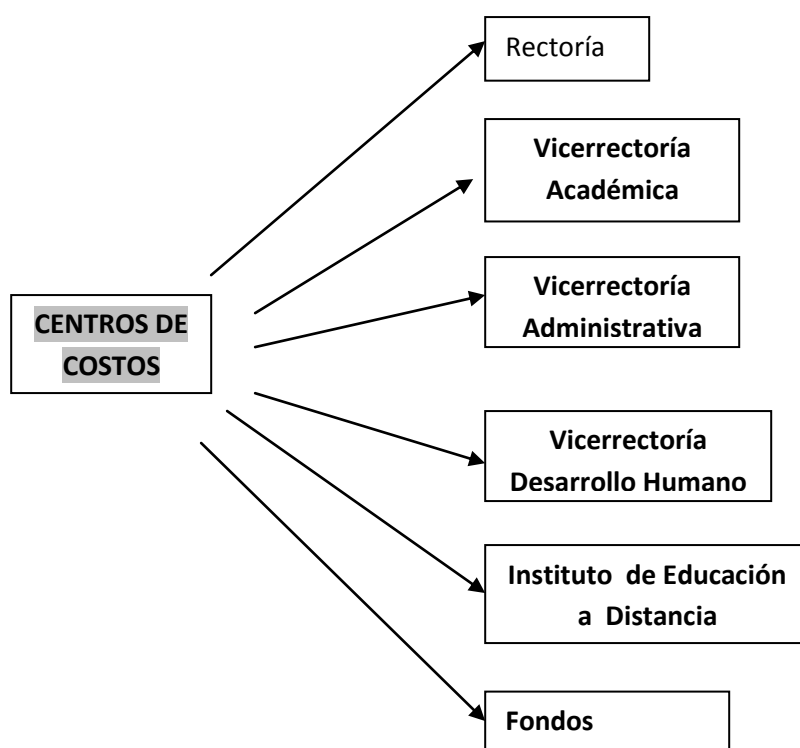 Rectoría
Vicerrectoría
Académica
Vicerrectoría
Administrativa
CENTROS DE
COSTOS
Vicerrectoría
Desarrollo Humano
Instituto de Educación
a Distancia
Fondos